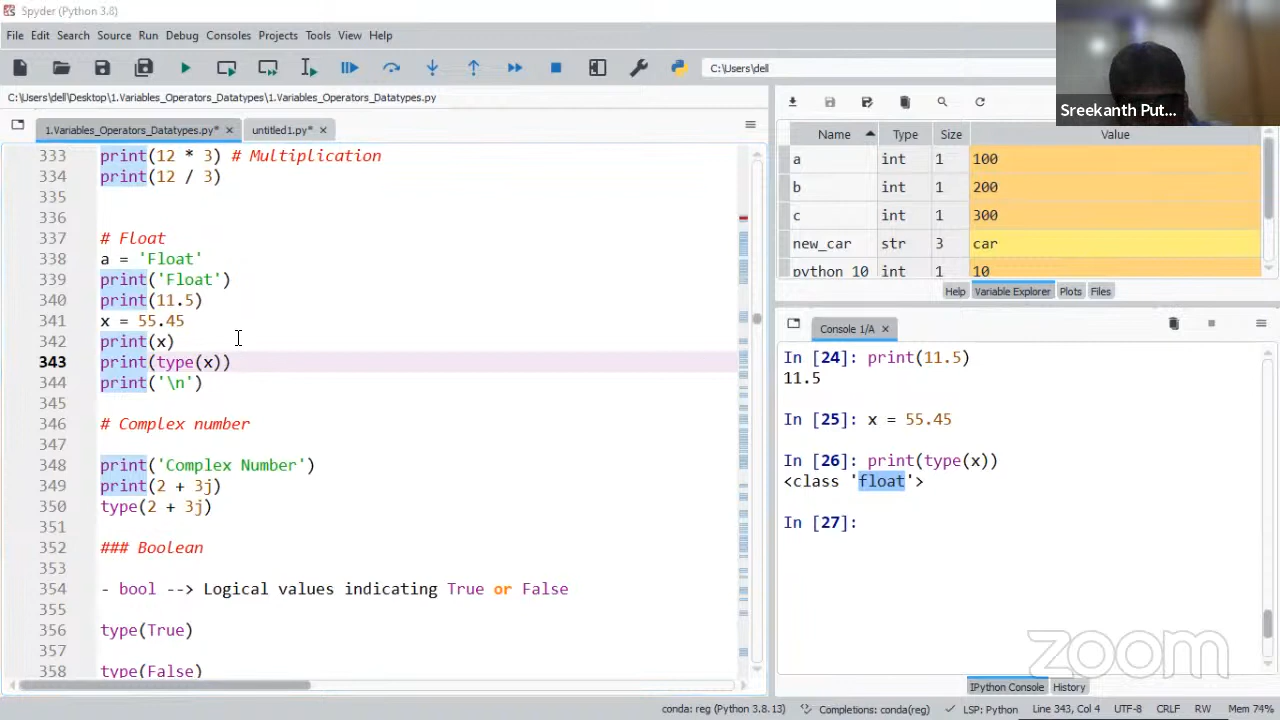 Spyder (Python 3.8)
File Edit Search Source Run Debug Consoles Projects Tools View Help
C:\Users\dell
Sreekanth Put...
C:\Users\dell\Desktop\1.Variables_Operators_Datatypes\1.Variables_Operators_Datatypes.py
1.Variables_Operators_Datatypes.py* untitled1.py*
333 print(12 * 3) # Multiplication
334 print(12 / 3)
335
336
337 # Float
338 a = 'Float'
339 print('Float')
340 print(11.5)
341 x = 55.45
342 print(x)
343 print(type(x))
344 print('\n')
345
346 # Complex number
347
348 print('Complex Number')
349 print(2 + 3j)
350 type(2 + 3j)
351
352 ### Boolean
353
354 - bool --> Logical values indicating True or False
355
356 type(True)
357
358 type(False)
Name Type Size Value
a int 1 100
b int 1 200
c int 1 300
new_car str 3 car
python_10 int 1 10
Help Variable Explorer Plots Files
Console 1/A
In [24]: print(11.5)
11.5
In [25]: x = 55.45
In [26]: print(type(x))
<class 'float'>
In [27]:
zoom
IPython Console History
conda: reg (Python 3.8.13) Completions: conda(reg) LSP: Python Line 343, Col 4 UTF-8 CRLF RW Mem 74%